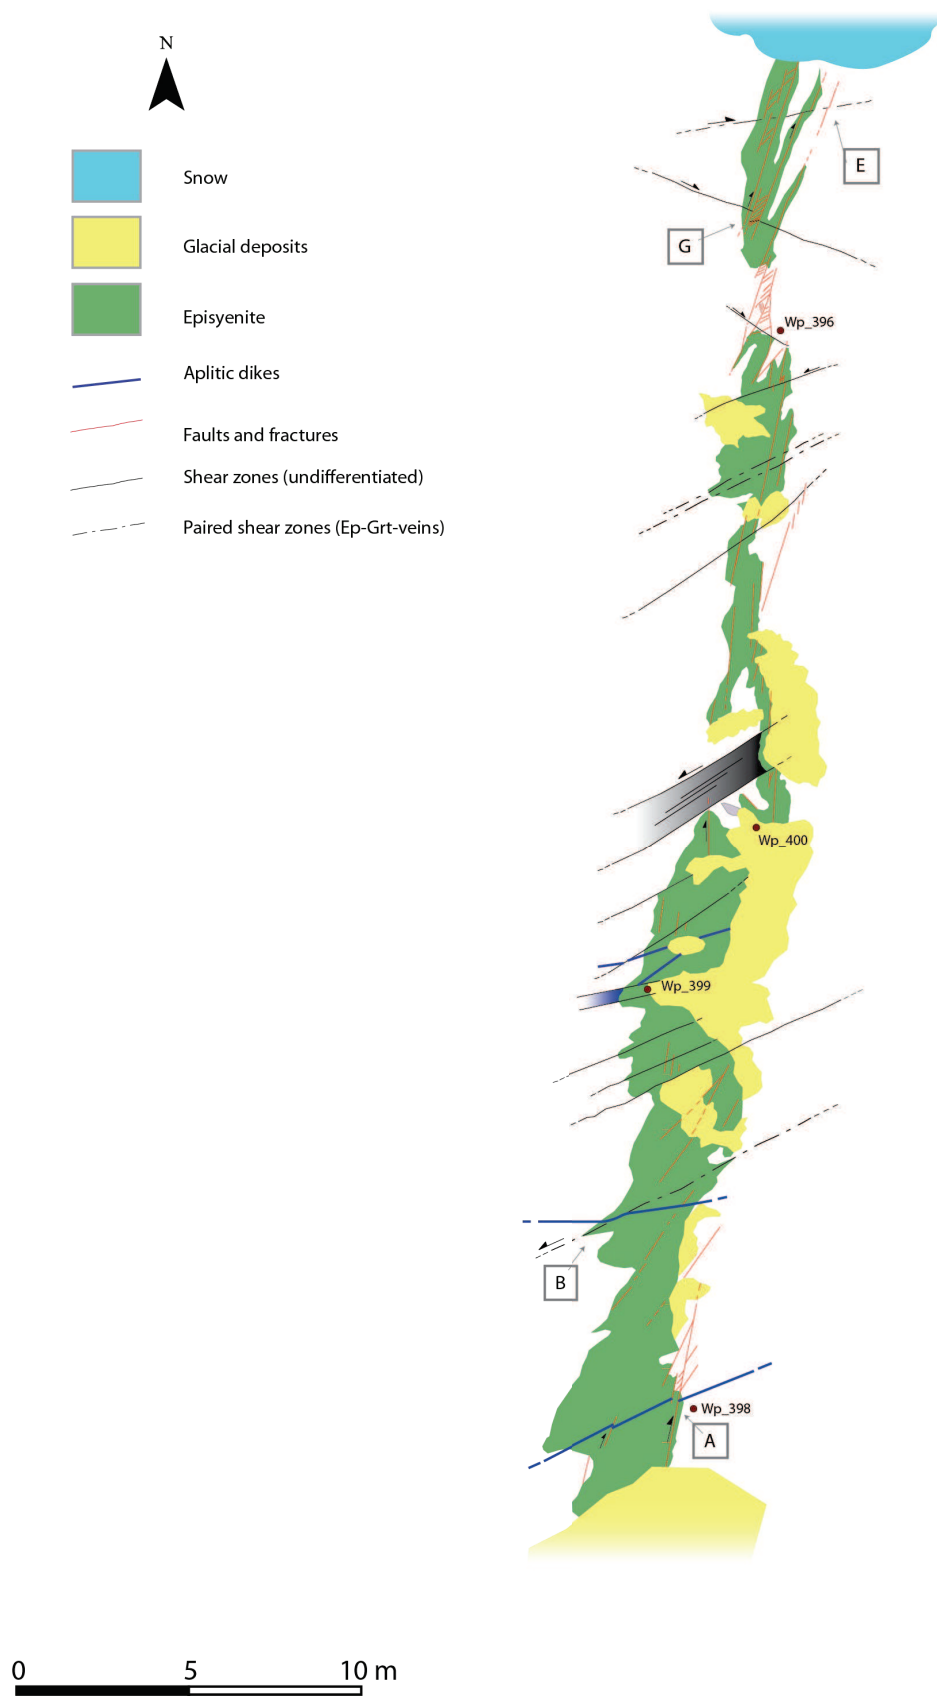 N
Snow
Glacial deposits
Episyenite
Aplitic dikes
Faults and fractures
Shear zones (undifferentiated)
Paired shear zones (Ep-Grt-veins)
E
G
Wp_396
Wp_400
Wp_399
B
Wp_398
A
0 5 10 m